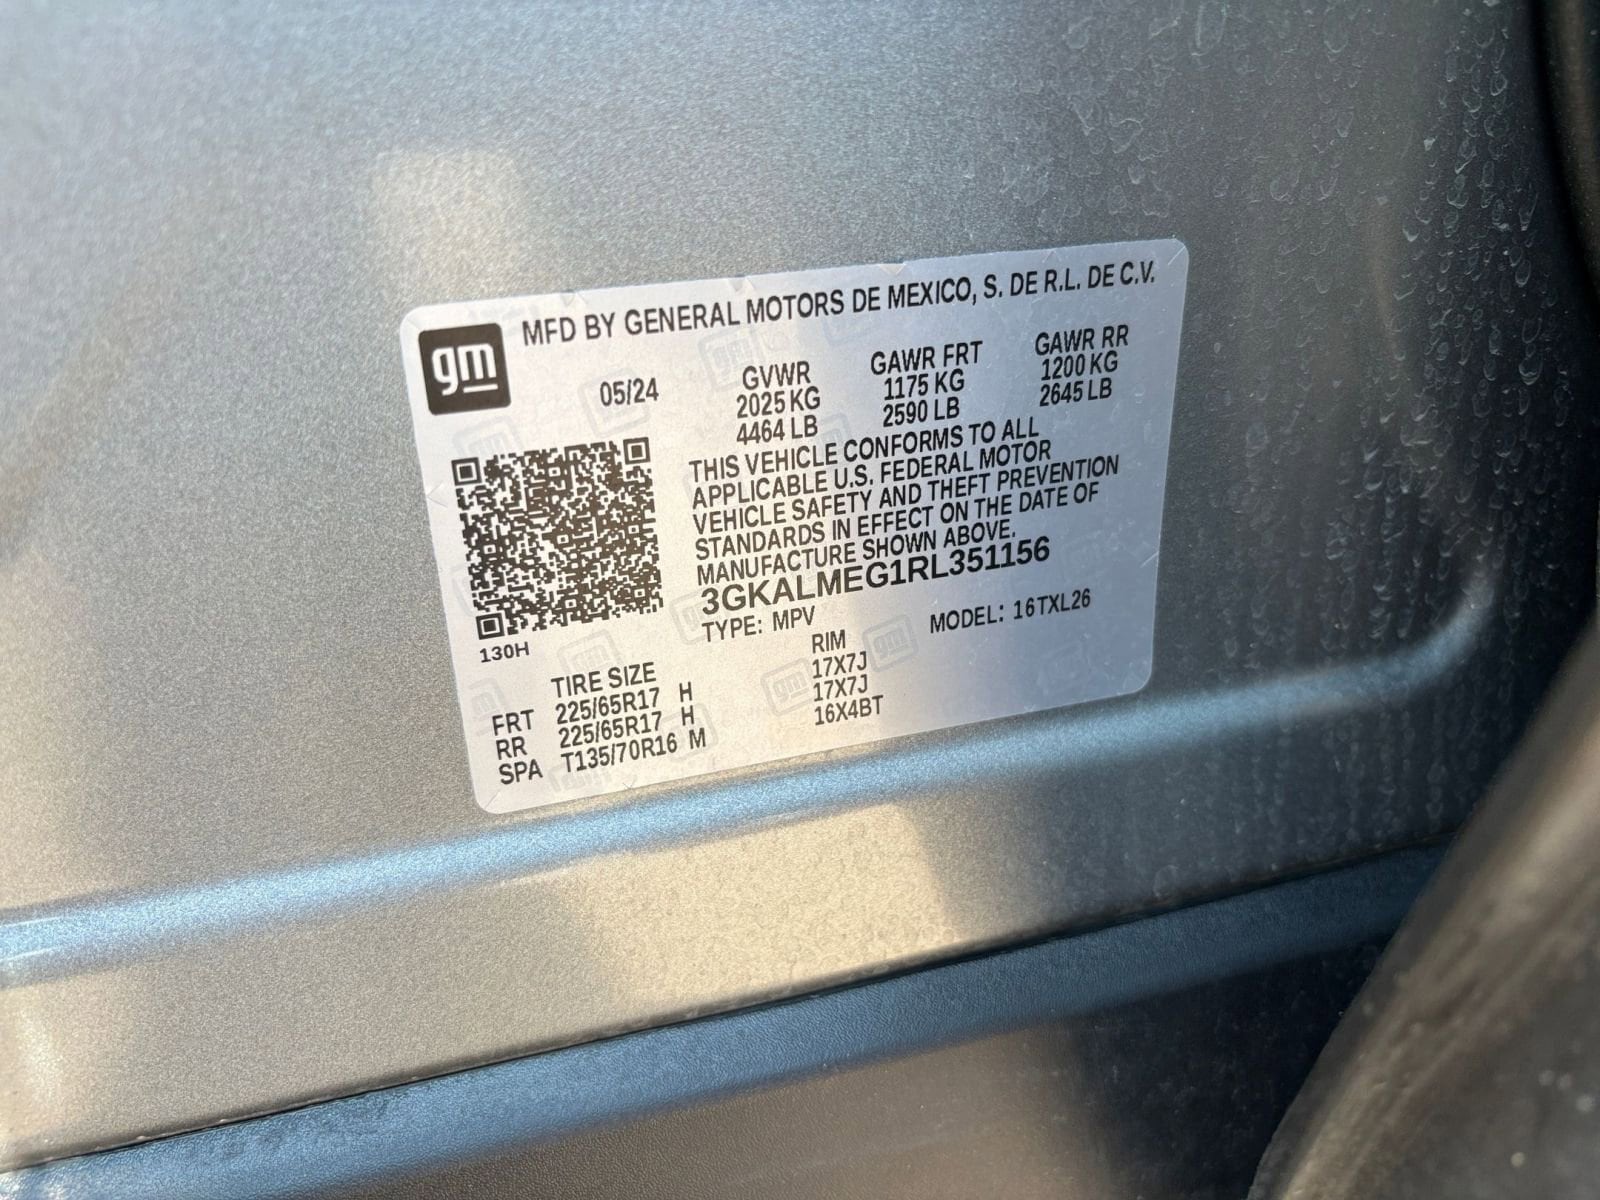 gm
MFD BY GENERAL MOTORS DE MEXICO, S. DE R.L. DE C.V.
05/24
GVWR GAWR FRT GAWR RR
2025 KG 1175 KG 1200 KG
4464 LB 2590 LB 2645 LB
THIS VEHICLE CONFORMS TO ALL
APPLICABLE U.S. FEDERAL MOTOR
VEHICLE SAFETY AND THEFT PREVENTION
STANDARDS IN EFFECT ON THE DATE OF
MANUFACTURE SHOWN ABOVE.
3GKALMEG1RL351156
TYPE: MPV MODEL: 16TXL26
130H
TIRE SIZE RIM
FRT 225/65R17 H 17X7J
RR 225/65R17 H 17X7J
SPA T135/70R16 M 16X4BT